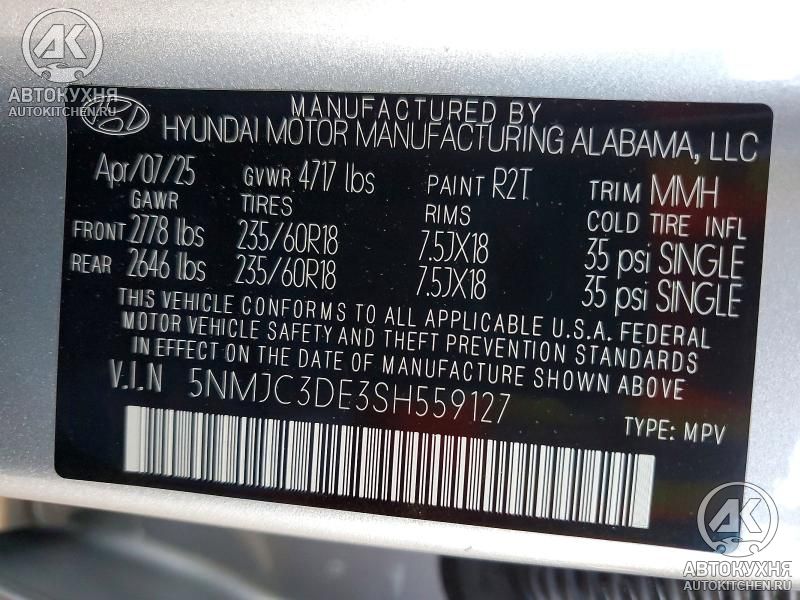 АК
АВТОКУХНЯ
AUTOKITCHEN.RU
MANUFACTURED BY
HYUNDAI MOTOR MANUFACTURING ALABAMA, LLC
Apr/07/25 GVWR 4717 lbs PAINT R2T TRIM MMH
GAWR TIRES RIMS COLD TIRE INFL
FRONT 2778 lbs 235/60R18 7.5JX18 35 psi SINGLE
REAR 2646 lbs 235/60R18 7.5JX18 35 psi SINGLE
THIS VEHICLE CONFORMS TO ALL APPLICABLE U.S.A. FEDERAL
MOTOR VEHICLE SAFETY AND THEFT PREVENTION STANDARDS
IN EFFECT ON THE DATE OF MANUFACTURE SHOWN ABOVE
V.I.N 5NMJC3DE3SH559127
TYPE: MPV
АК
АВТОКУХНЯ
AUTOKITCHEN.RU